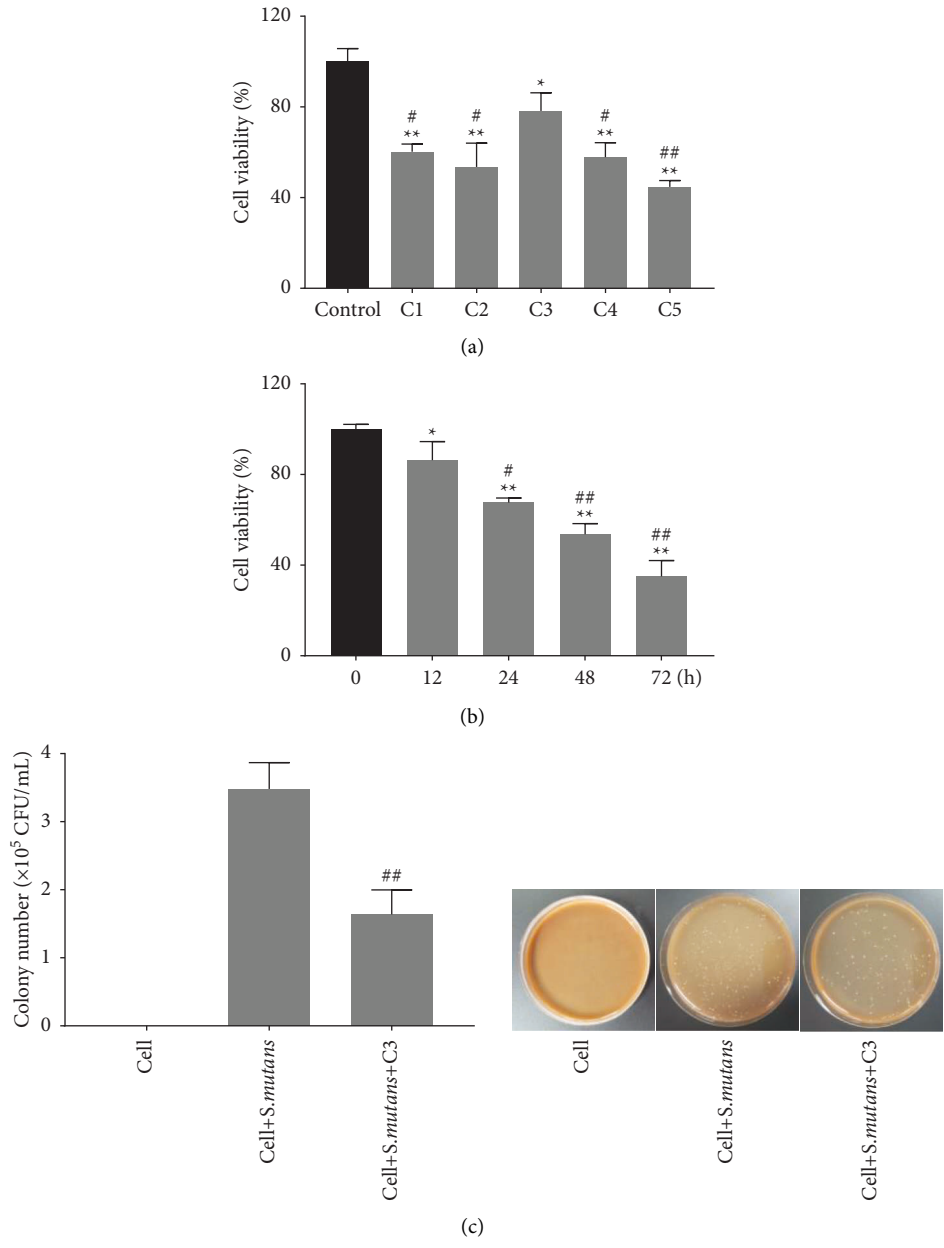 120
80
40
0
Cell viability (%)
*
# # # ##
** ** ** **
Control C1 C2 C3 C4 C5
(a)
120
80
40
0
Cell viability (%)
*
# ## ## 
** ** **
0 12 24 48 72 (h)
(b)
4
3
2
1
0
Colony number (×10⁵ CFU/mL)
##
Cell
Cell+S.mutans
Cell+S.mutans+C3
Cell
Cell+S.mutans
Cell+S.mutans+C3
(c)